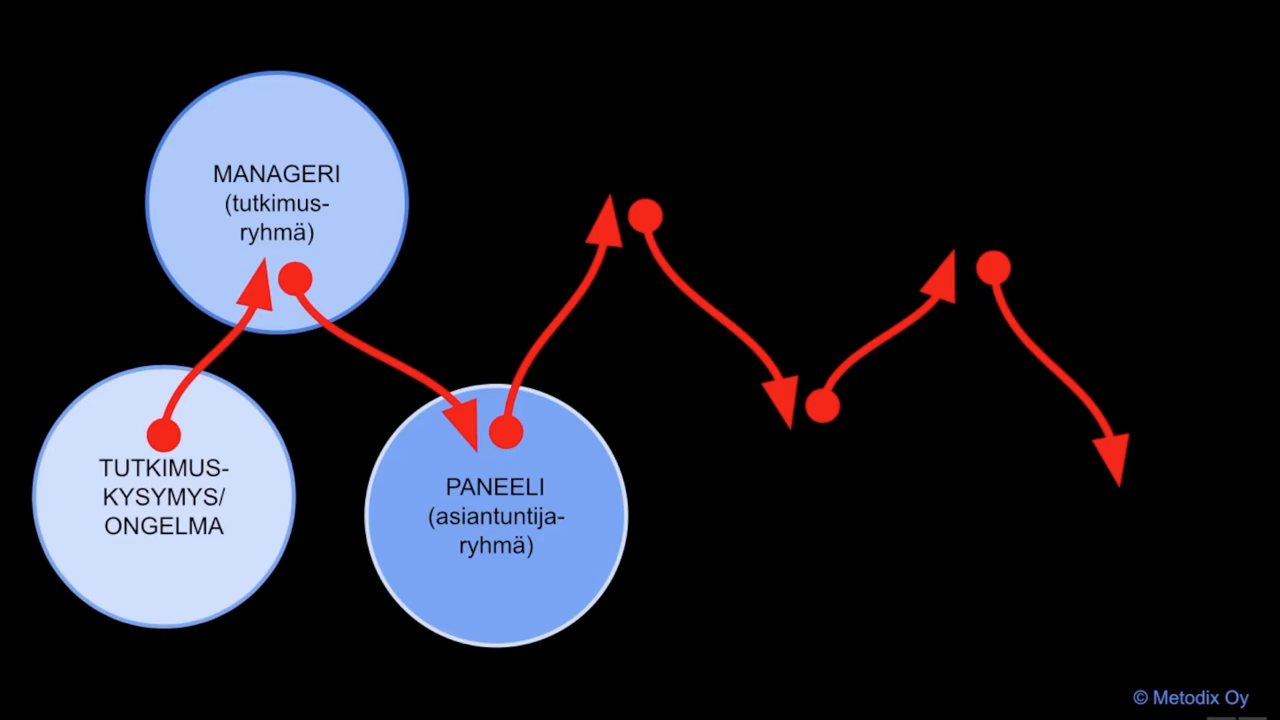 MANAGERI
(tutkimus-
ryhmä)
TUTKIMUS-
KYSYMYS/
ONGELMA
PANEELI
(asiantuntija-
ryhmä)
© Metodix Oy